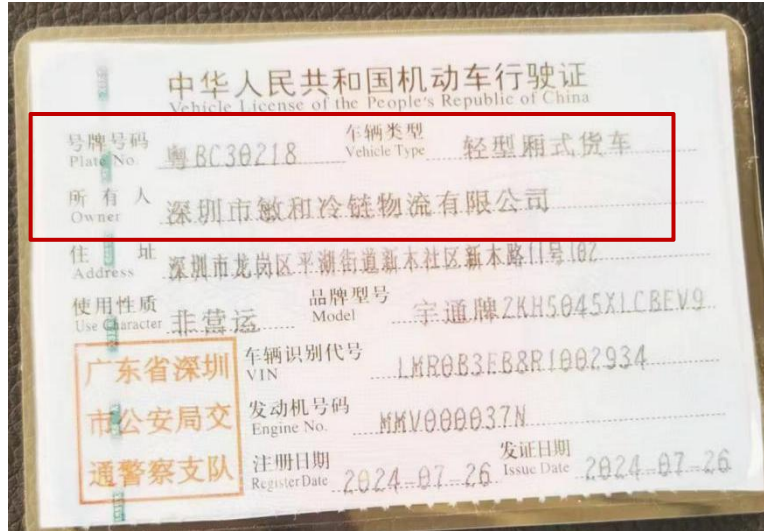 中华人民共和国机动车行驶证
Vehicle License of the People's Republic of China
号牌号码 粤BC30218 车辆类型 轻型厢式货车
Plate No. Vehicle Type
所有人 深圳市敏和冷链物流有限公司
Owner
住址 深圳市龙岗区平湖街道新木社区新木路11号102
Address
使用性质 非营运 品牌型号 宇通牌ZKH5045XLCBEV9
Use Character Model
广东省深圳
市公安局交
通警察支队
车辆识别代号 LMR0B3EB8R1002934
VIN
发动机号码 MMV000037N
Engine No.
注册日期 2024-07-26 发证日期 2024-07-26
Register Date Issue Date